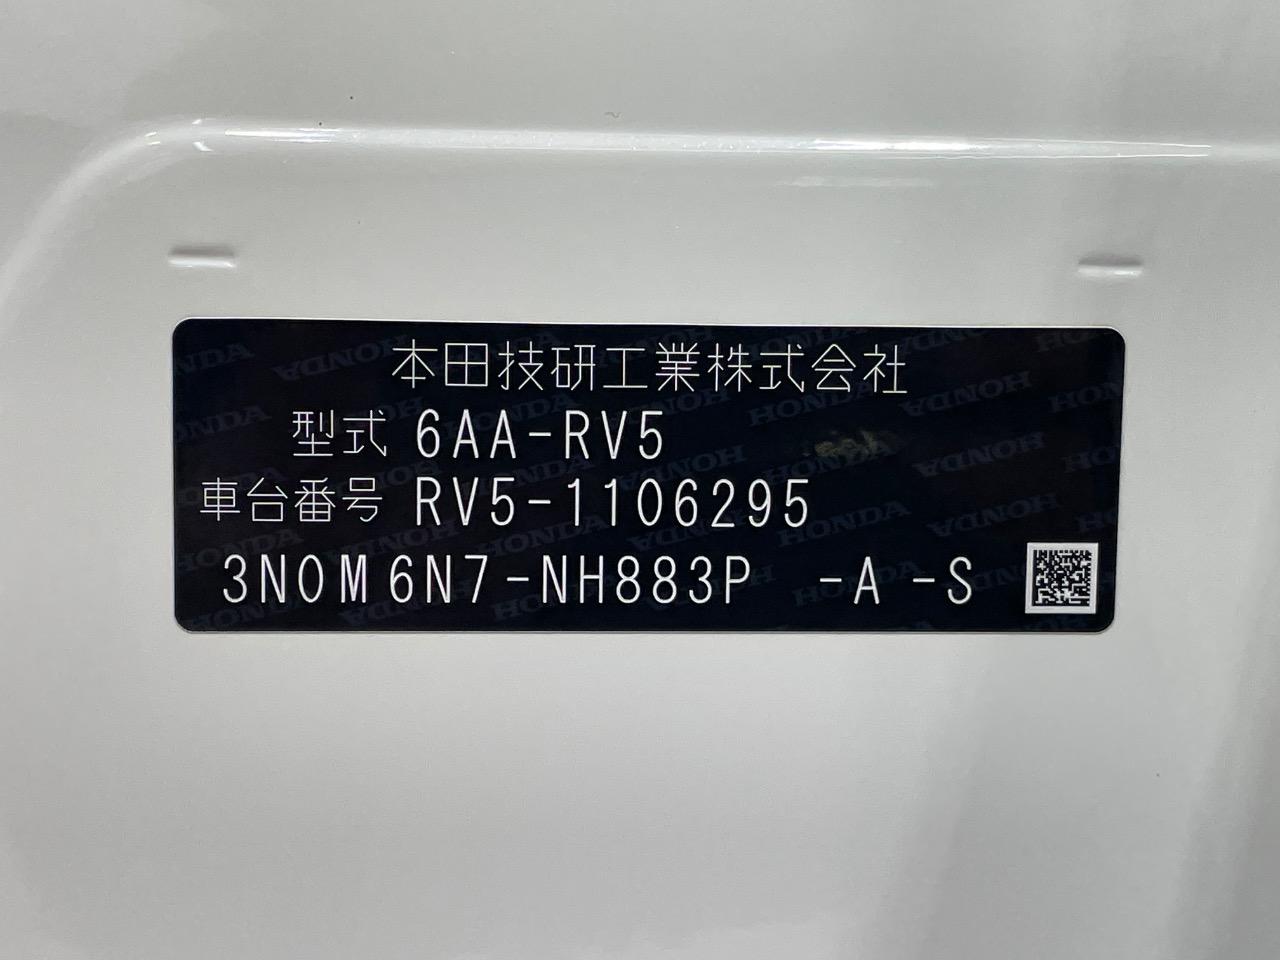 本田技研工業株式会社
型式 6AA-RV5
車台番号 RV5-1106295
3N0M6N7-NH883P -A -S